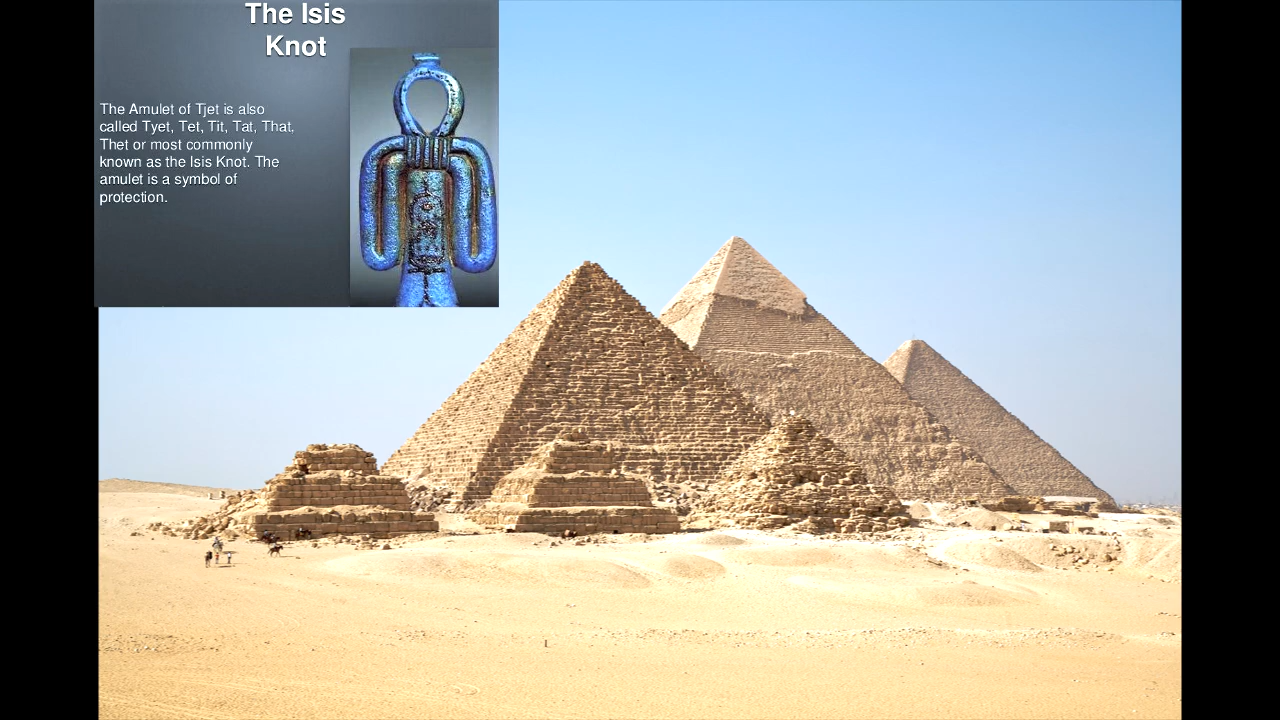 The Isis
Knot
The Amulet of Tjet is also
called Tyet, Tet, Tit, Tat, That,
Thet or most commonly
known as the Isis Knot. The
amulet is a symbol of
protection.